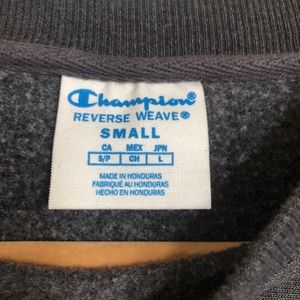 Champion®
REVERSE WEAVE®
SMALL
CA MEX JPN
S/P CH L
MADE IN HONDURAS
FABRIQUÉ AU HONDURAS
HECHO EN HONDURAS